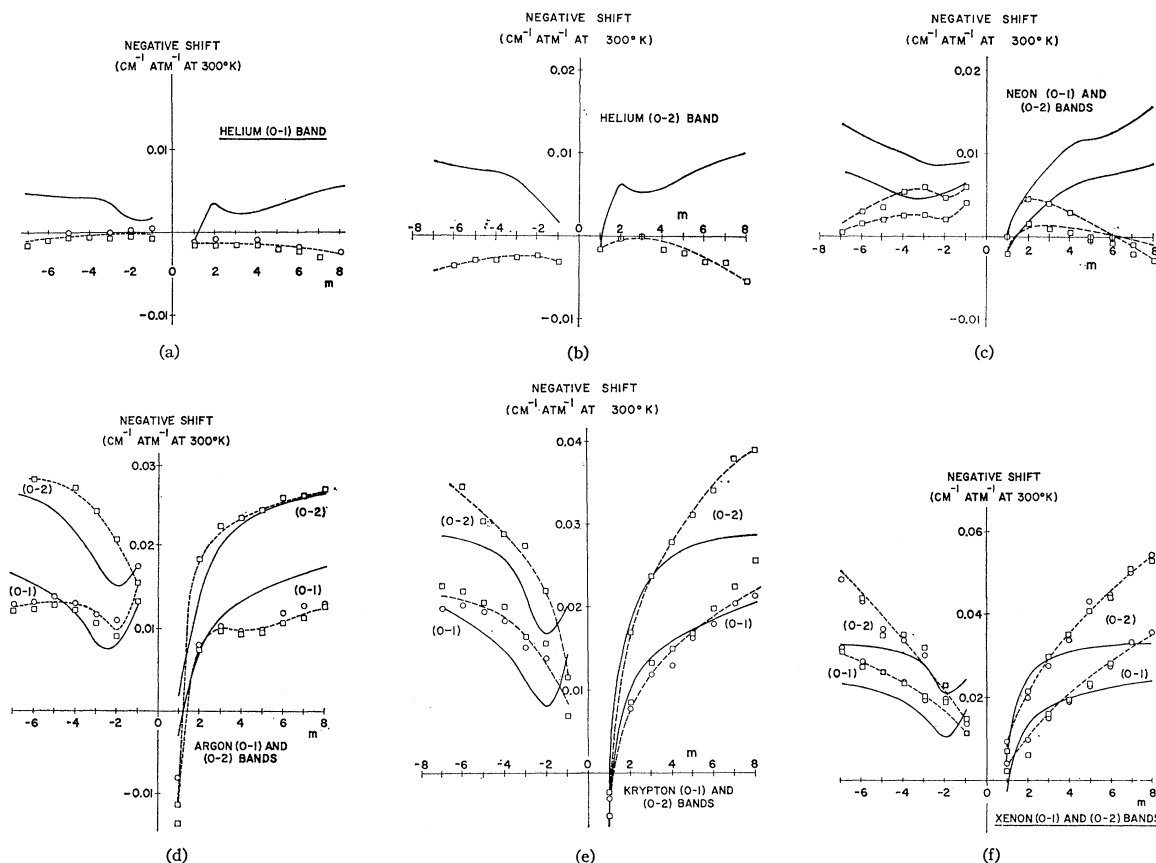 NEGATIVE SHIFT
(CM⁻¹ ATM⁻¹ AT 300°K)
HELIUM (0-1) BAND
0.01
-6 -4 -2 0 2 4 6 8
m
-0.01
(a)
NEGATIVE SHIFT
(CM⁻¹ ATM⁻¹ AT 300°K)
0.02
HELIUM (0-2) BAND
0.01
m
-8 -6 -4 -2 0 2 4 6 8
-0.01
(b)
NEGATIVE SHIFT
(CM⁻¹ ATM⁻¹ AT 300°K)
0.02
NEON (0-1) AND
(0-2) BANDS
0.01
-8 -6 -4 -2 0 2 4 6 8
m
-0.01
(c)
NEGATIVE SHIFT
(CM⁻¹ ATM⁻¹ AT 300°K)
0.03
(0-2) (0-2)
0.02
(0-1) (0-1)
0.01
-6 -4 -2 2 4 6 8
m
ARGON (0-1) AND
(0-2) BANDS
-0.01
(d)
NEGATIVE SHIFT
(CM⁻¹ ATM⁻¹ AT 300°K)
0.04
0.03
(0-2) (0-2)
0.02
(0-1) (0-1)
0.01
m
-8 -6 -4 -2 0 2 4 6 8
KRYPTON (0-1) AND
(0-2) BANDS
(e)
NEGATIVE SHIFT
(CM⁻¹ ATM⁻¹ AT 300°K)
0.06
0.04
(0-2) (0-2)
(0-1) (0-1)
0.02
-6 -4 -2 0 2 4 6 8
m
XENON (0-1) AND (0-2) BANDS
(f)